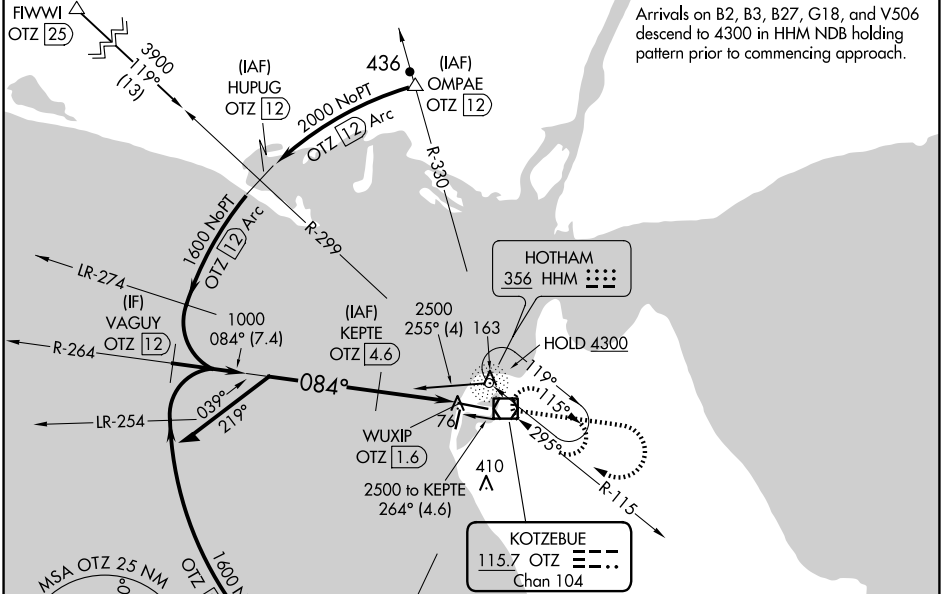 FIWWI
OTZ 25
3900
119°
(13)
(IAF)
HUPUG
OTZ 12
436
(IAF)
OMPAE
OTZ 12
2000 NoPT
OTZ 12 Arc
R-330
Arrivals on B2, B3, B27, G18, and V506
descend to 4300 in HHM NDB holding
pattern prior to commencing approach.
1600 NoPT
OTZ 12 Arc
R-299
LR-274
HOTHAM
356 HHM
(IF)
VAGUY
OTZ 12
R-264
1000
084° (7.4)
(IAF)
KEPTE
OTZ 4.6
2500
255° (4)
163
HOLD 4300
119°
084°
115°
295°
R-115
LR-254
039°
219°
76
WUXIP
OTZ 1.6
2500 to KEPTE
264° (4.6)
410
KOTZEBUE
115.7 OTZ
Chan 104
MSA OTZ 25 NM
1600
OTZ